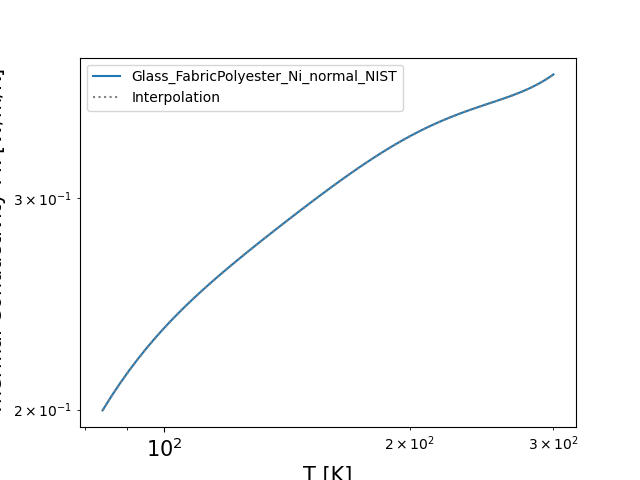 Glass_FabricPolyester_Ni_normal_NIST
Interpolation
3 × 10⁻¹
2 × 10⁻¹
10²
2 × 10²
3 × 10²
T [K]